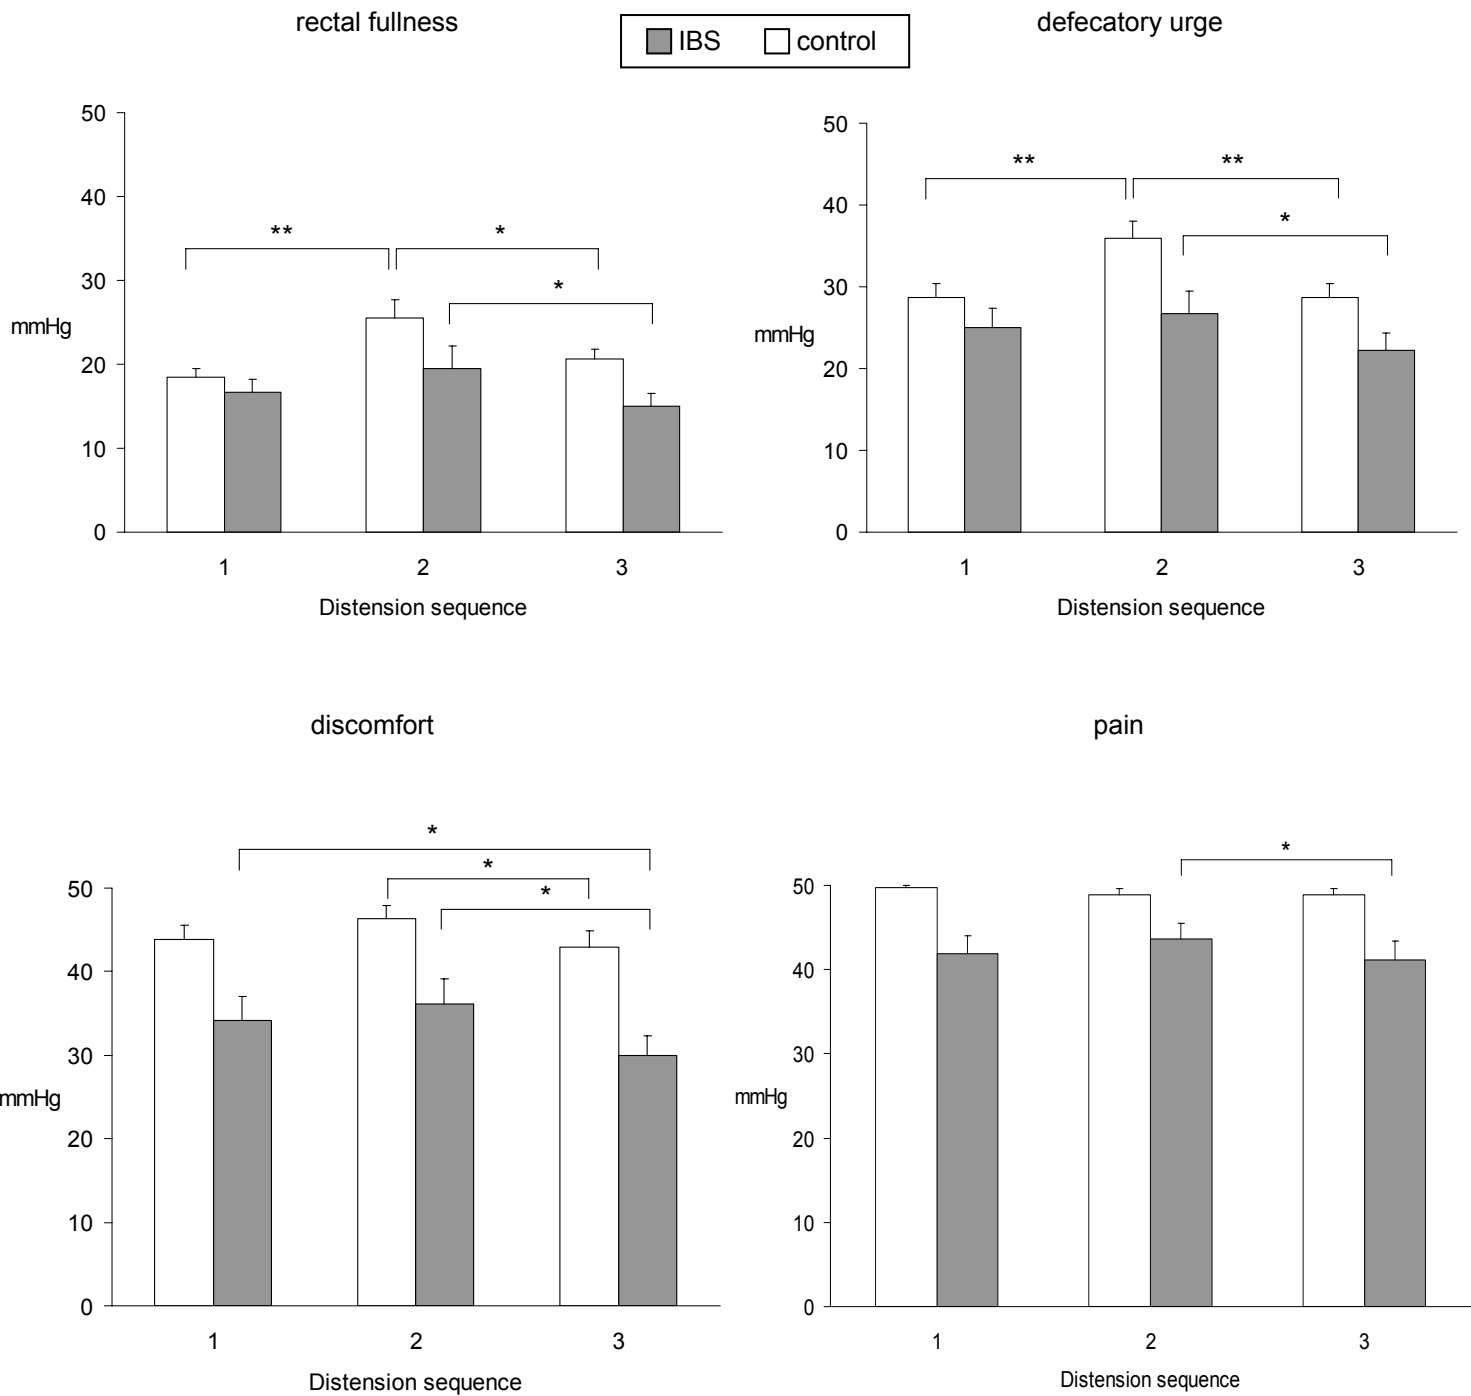 rectal fullness
IBS control
defecatory urge
50
40
30
20
10
0
mmHg
**
*
*
1 2 3
Distension sequence
50
40
30
20
10
0
mmHg
**
**
*
1 2 3
Distension sequence
discomfort
50
40
30
20
10
0
mmHg
*
*
*
1 2 3
Distension sequence
pain
50
40
30
20
10
0
mmHg
*
1 2 3
Distension sequence